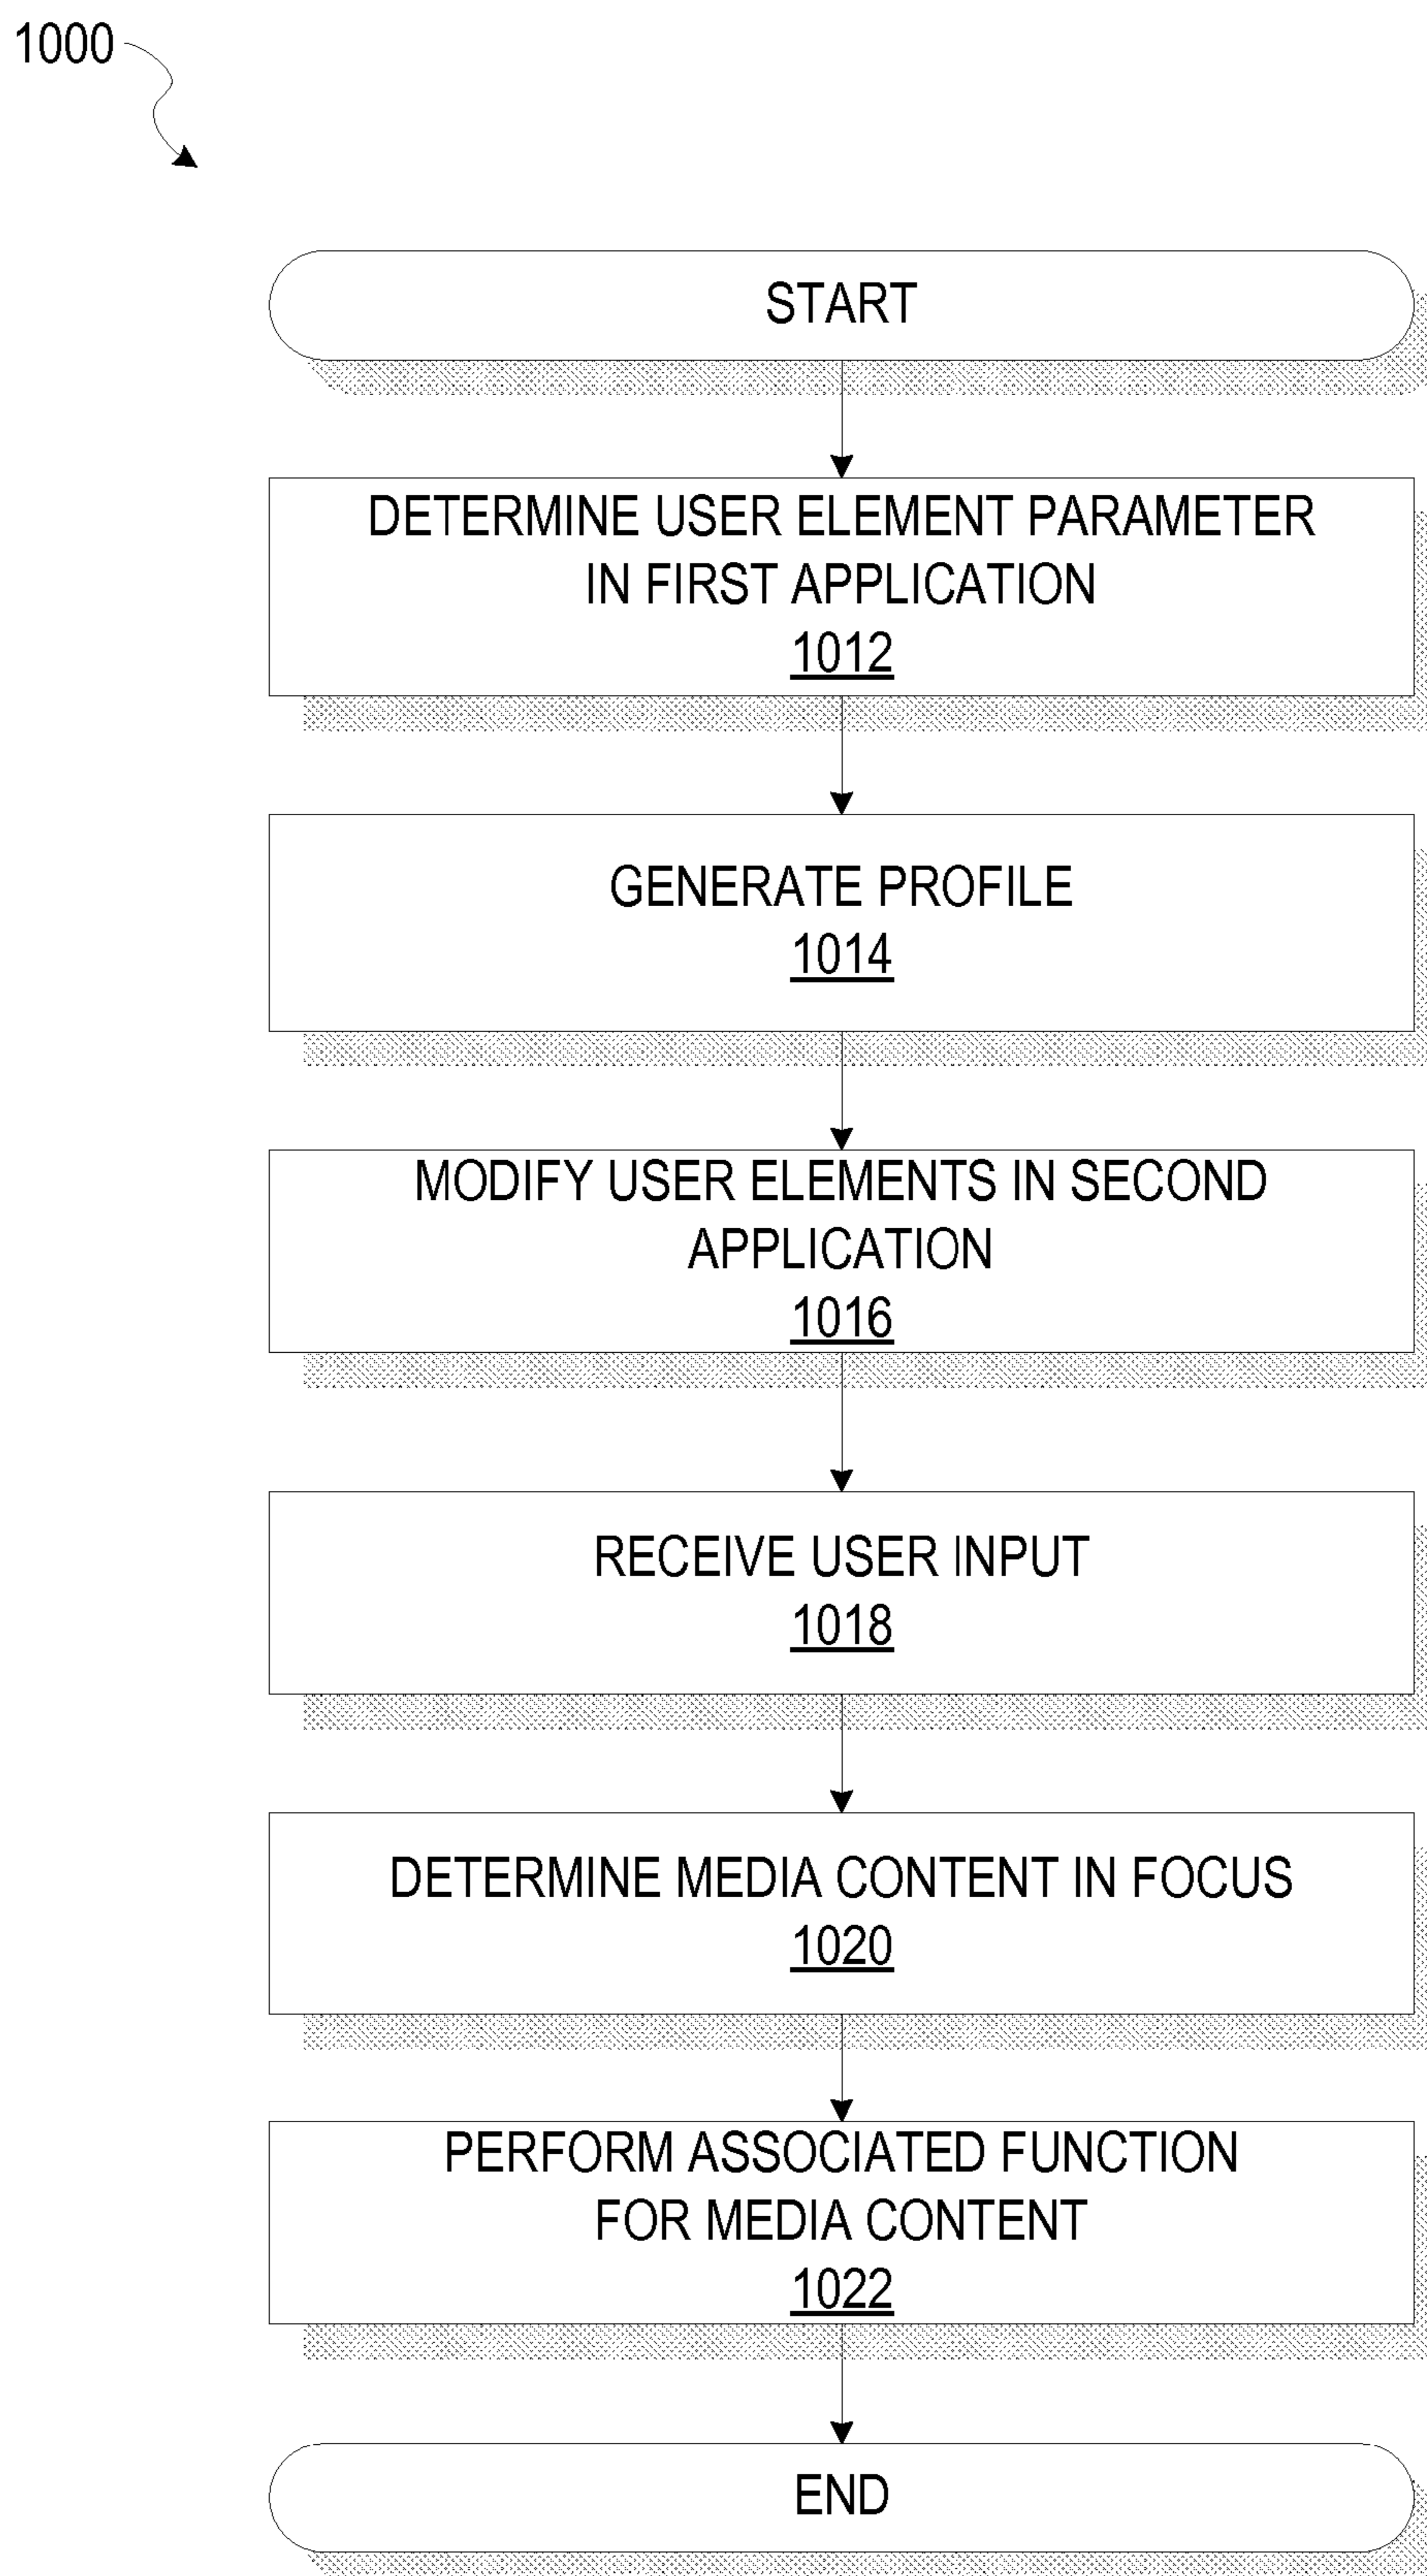 1000
START
DETERMINE USER ELEMENT PARAMETER
IN FIRST APPLICATION
1012
GENERATE PROFILE
1014
MODIFY USER ELEMENTS IN SECOND
APPLICATION
1016
RECEIVE USER INPUT
1018
DETERMINE MEDIA CONTENT IN FOCUS
1020
PERFORM ASSOCIATED FUNCTION
FOR MEDIA CONTENT
1022
END